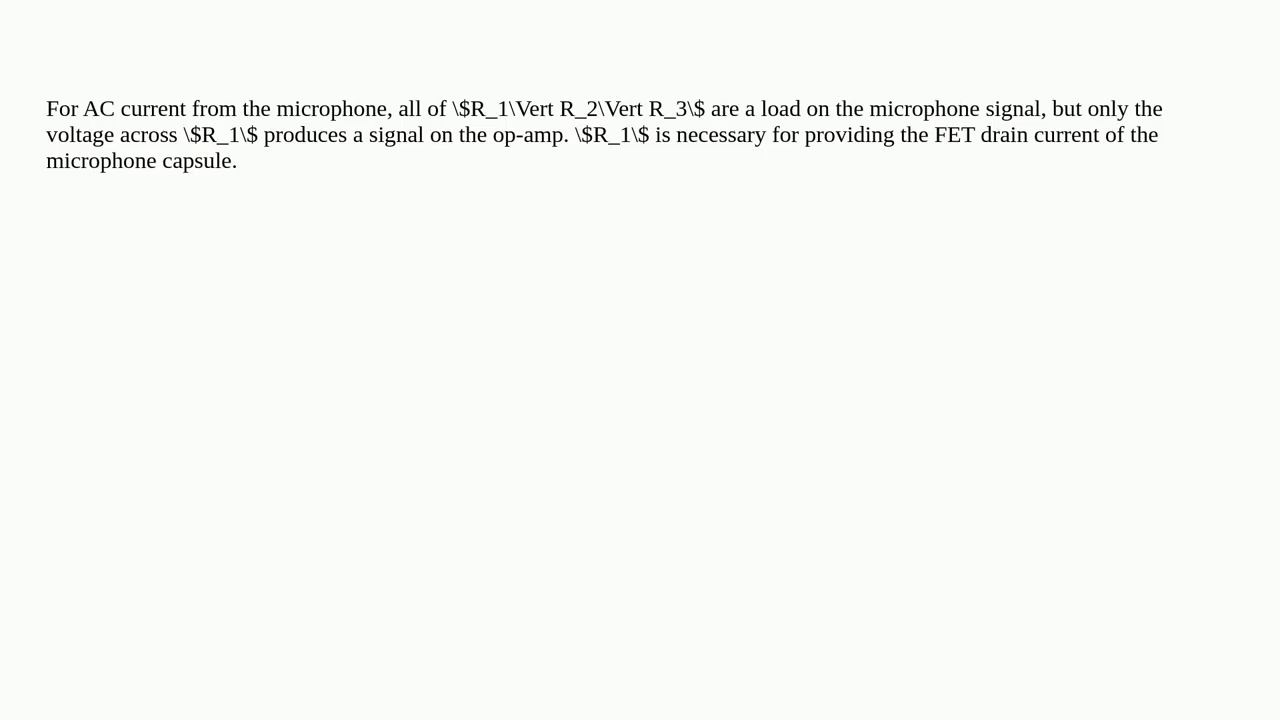 For AC current from the microphone, all of \$R_1\Vert R_2\Vert R_3\$ are a load on the microphone signal, but only the
voltage across \$R_1\$ produces a signal on the op-amp. \$R_1\$ is necessary for providing the FET drain current of the
microphone capsule.